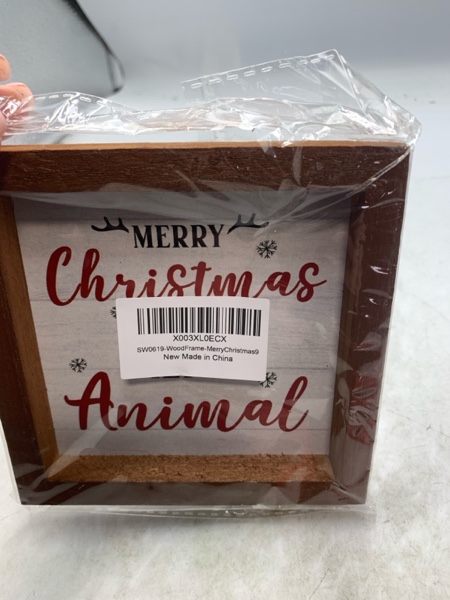 MERRY
Christmas
X003XL0ECX
SW0619-WoodFrame-MerryChristmas9
New Made in China
Animal